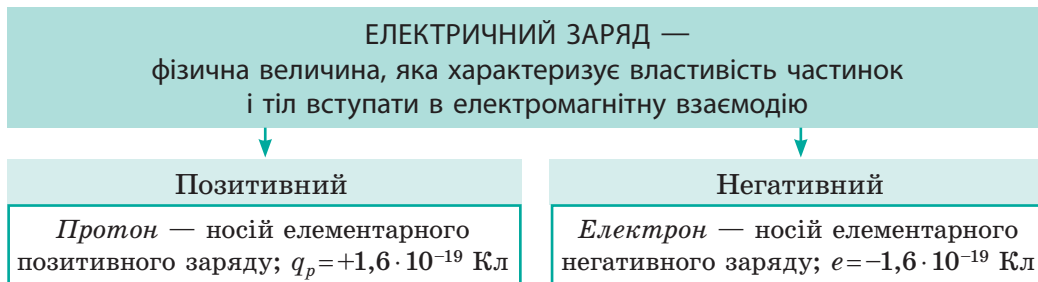 ЕЛЕКТРИЧНИЙ ЗАРЯД —
фізична величина, яка характеризує властивість частинок
і тіл вступати в електромагнітну взаємодію
Позитивний
Протон — носій елементарного
позитивного заряду; qₚ=+1,6·10⁻¹⁹ Кл
Негативний
Електрон — носій елементарного
негативного заряду; e=−1,6·10⁻¹⁹ Кл